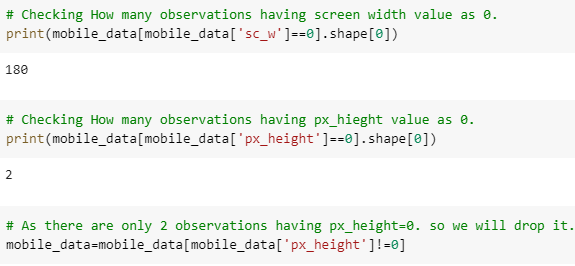 # Checking How many observations having screen width value as 0.
print(mobile_data[mobile_data['sc_w']==0].shape[0])
180
# Checking How many observations having px_hieght value as 0.
print(mobile_data[mobile_data['px_height']==0].shape[0])
2
# As there are only 2 observations having px_height=0. so we will drop it.
mobile_data=mobile_data[mobile_data['px_height']!=0]